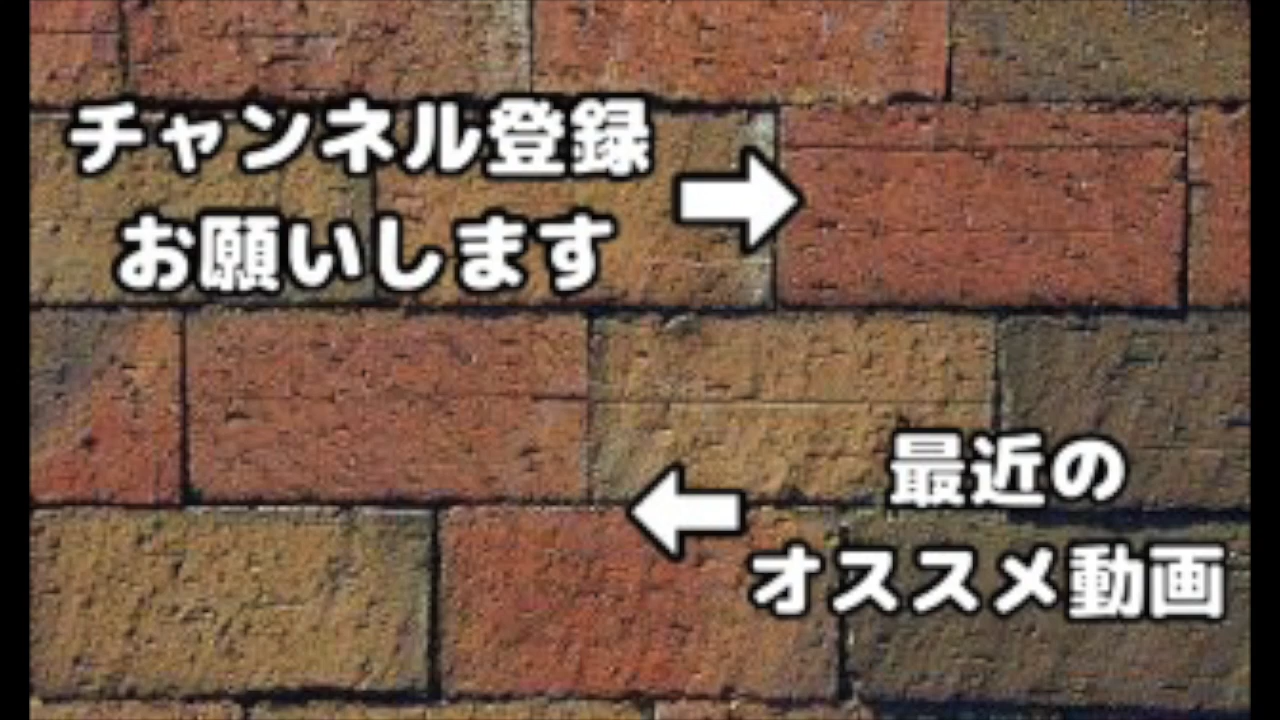 チャンネル登録
お願いします
最近の
オススメ動画